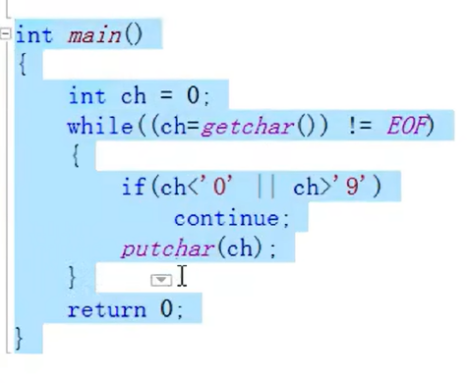 int main()
{
    int ch = 0;
    while((ch=getchar()) != EOF)
    {
        if(ch<'0' || ch>'9')
            continue;
        putchar(ch);
    }
    return 0;
}